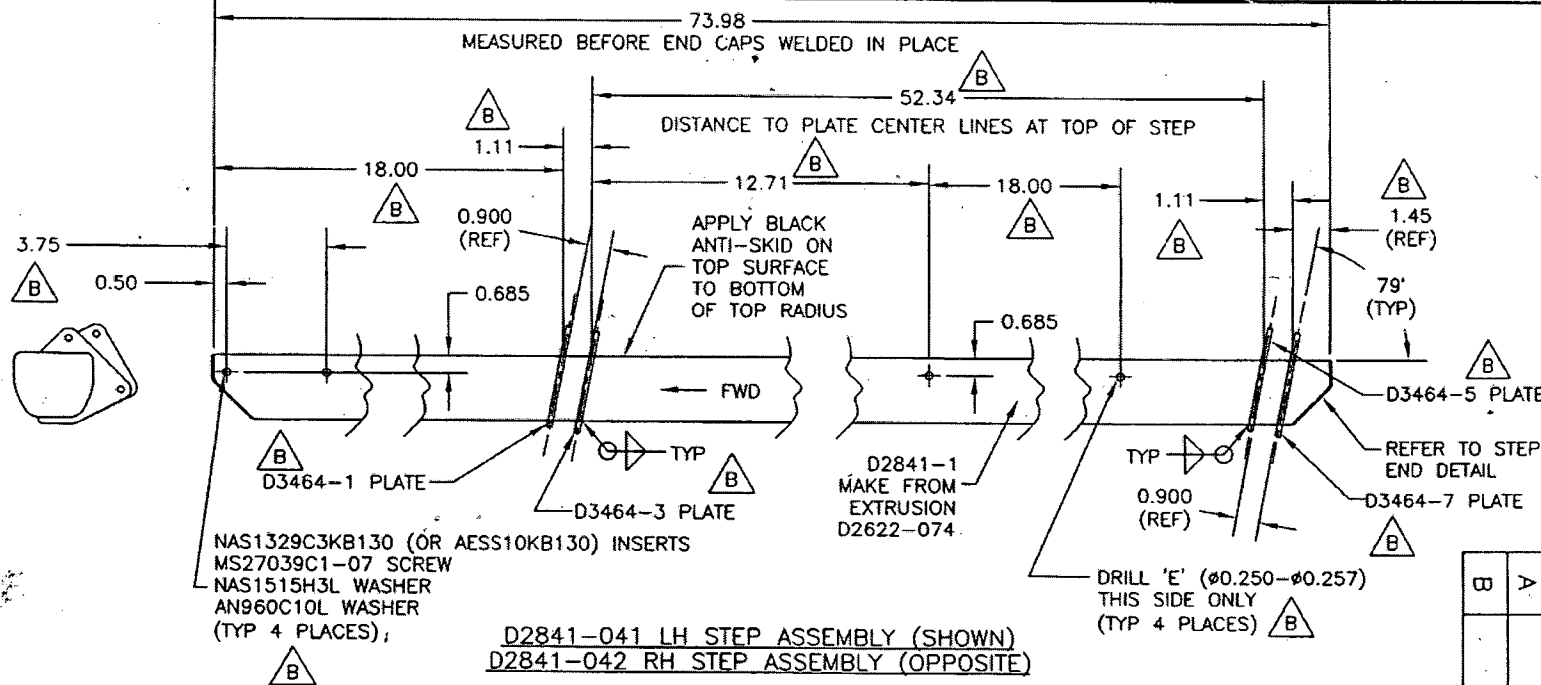 73.98
MEASURED BEFORE END CAPS WELDED IN PLACE
B
52.34
B
DISTANCE TO PLATE CENTER LINES AT TOP OF STEP
1.11
B
18.00
12.71
18.00
1.11
B
B
B
B
1.45
(REF)
0.900
(REF)
3.75
B
0.50
0.685
APPLY BLACK
ANTI-SKID ON
TOP SURFACE
TO BOTTOM
OF TOP RADIUS
0.685
79'
(TYP)
FWD
B
D3464-5 PLATE
REFER TO STEP
END DETAIL
D3464-7 PLATE
B
B
D3464-1 PLATE
TYP
B
D3464-3 PLATE
D2841-1
MAKE FROM
EXTRUSION
D2622-074
TYP
0.900
(REF)
NAS1329C3KB130 (OR AESS10KB130) INSERTS
MS27039C1-07 SCREW
NAS1515H3L WASHER
AN960C10L WASHER
(TYP 4 PLACES)
B
DRILL 'E' (ø0.250-ø0.257)
THIS SIDE ONLY
(TYP 4 PLACES)
B
D2841-041 LH STEP ASSEMBLY (SHOWN)
D2841-042 RH STEP ASSEMBLY (OPPOSITE)
A
B